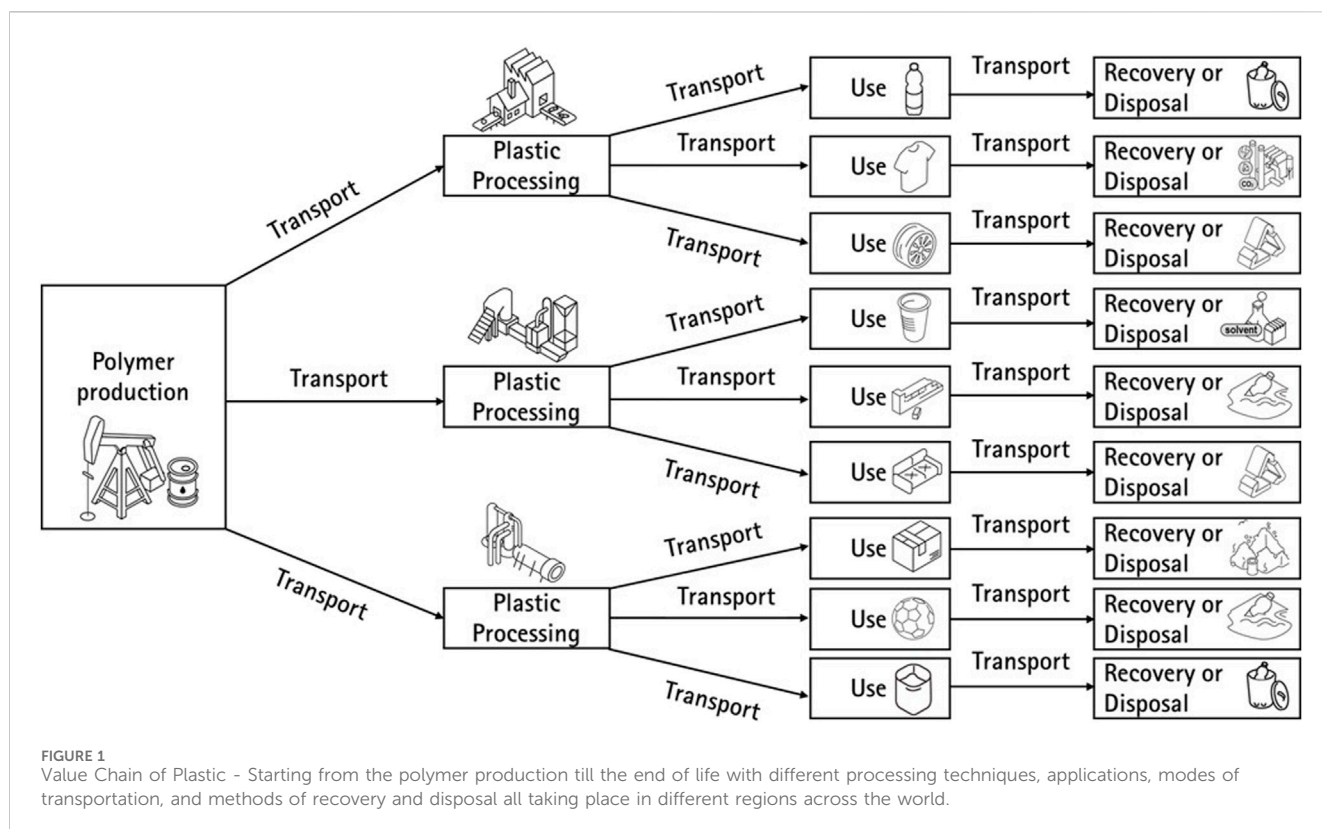 Transport
Use
Transport
Recovery or
Disposal
Plastic
Processing
Transport
Use
Transport
Recovery or
Disposal
CO₂
Transport
Transport
Use
Transport
Recovery or
Disposal
Polymer
production
Transport
Plastic
Processing
Transport
Use
Transport
Recovery or
Disposal
solvent
Transport
Use
Transport
Recovery or
Disposal
Transport
Use
Transport
Recovery or
Disposal
Transport
Plastic
Processing
Transport
Use
Transport
Recovery or
Disposal
Transport
Use
Transport
Recovery or
Disposal
Transport
Use
Transport
Recovery or
Disposal
FIGURE 1
Value Chain of Plastic - Starting from the polymer production till the end of life with different processing techniques, applications, modes of
transportation, and methods of recovery and disposal all taking place in different regions across the world.